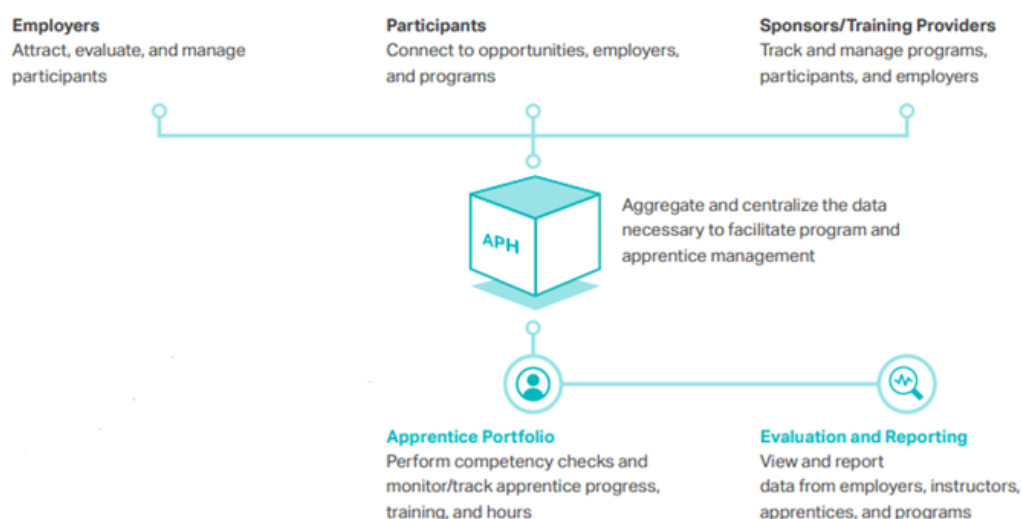 Employers
Attract, evaluate, and manage
participants
Participants
Connect to opportunities, employers,
and programs
Sponsors/Training Providers
Track and manage programs,
participants, and employers
APH
Aggregate and centralize the data
necessary to facilitate program and
apprentice management
Apprentice Portfolio
Perform competency checks and
monitor/track apprentice progress,
training, and hours
Evaluation and Reporting
View and report
data from employers, instructors,
apprentices, and programs